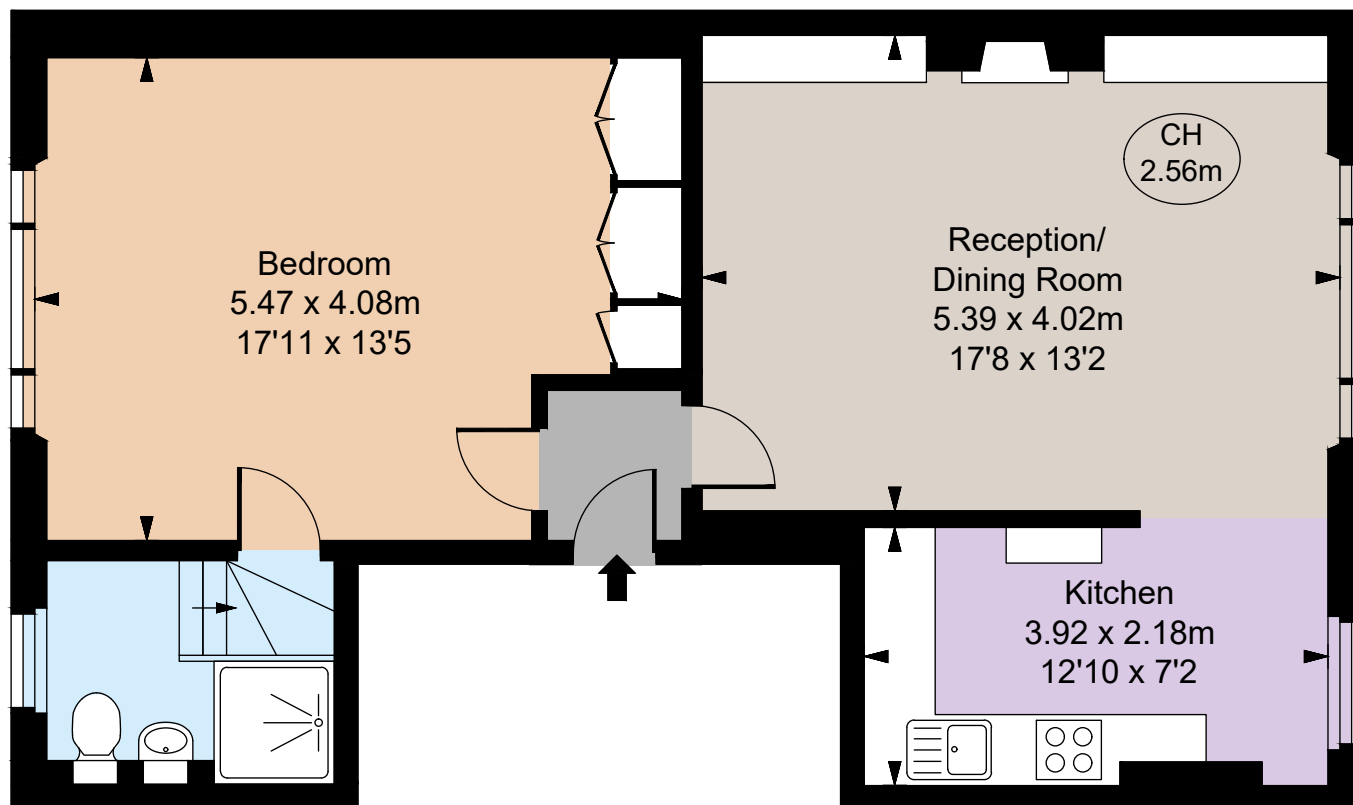 CH
2.56m
Reception/
Dining Room
5.39 x 4.02m
17'8 x 13'2
Bedroom
5.47 x 4.08m
17'11 x 13'5
Kitchen
3.92 x 2.18m
12'10 x 7'2